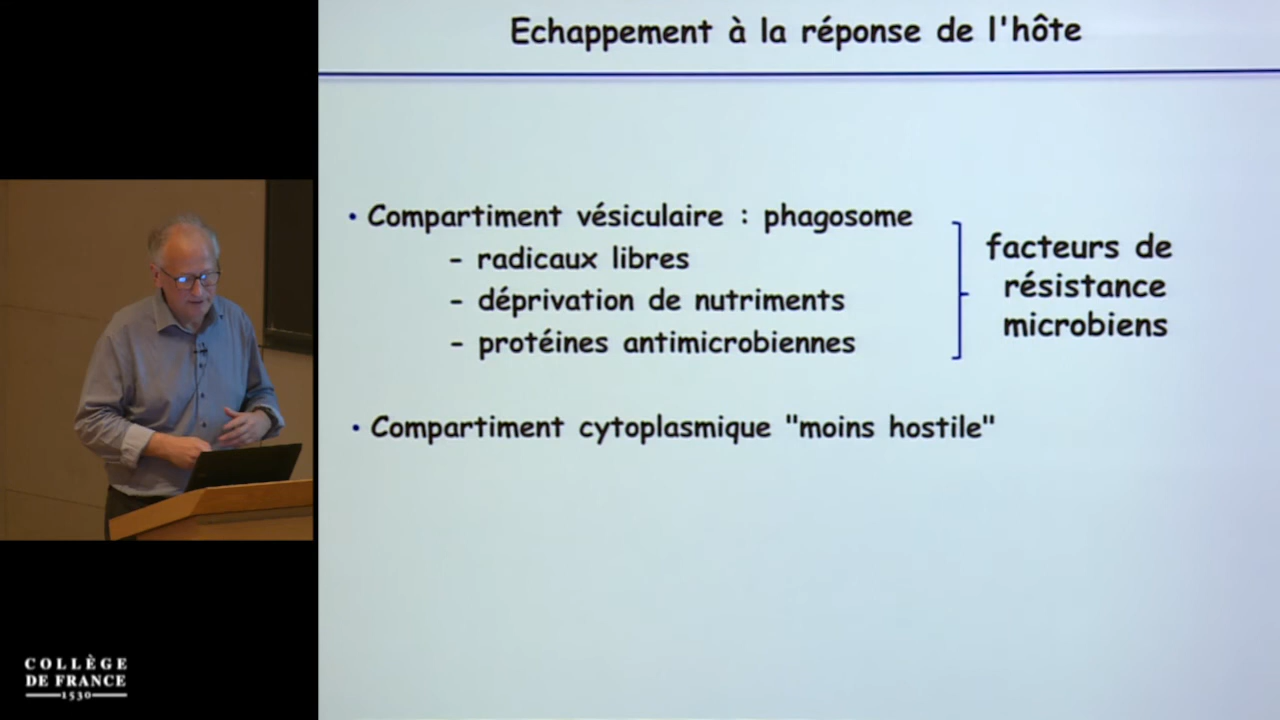 Echappement à la réponse de l'hôte
• Compartiment vésiculaire : phagosome
- radicaux libres
- déprivation de nutriments
- protéines antimicrobiennes
facteurs de
résistance
microbiens
• Compartiment cytoplasmique "moins hostile"
COLLÈGE
DE FRANCE
1530